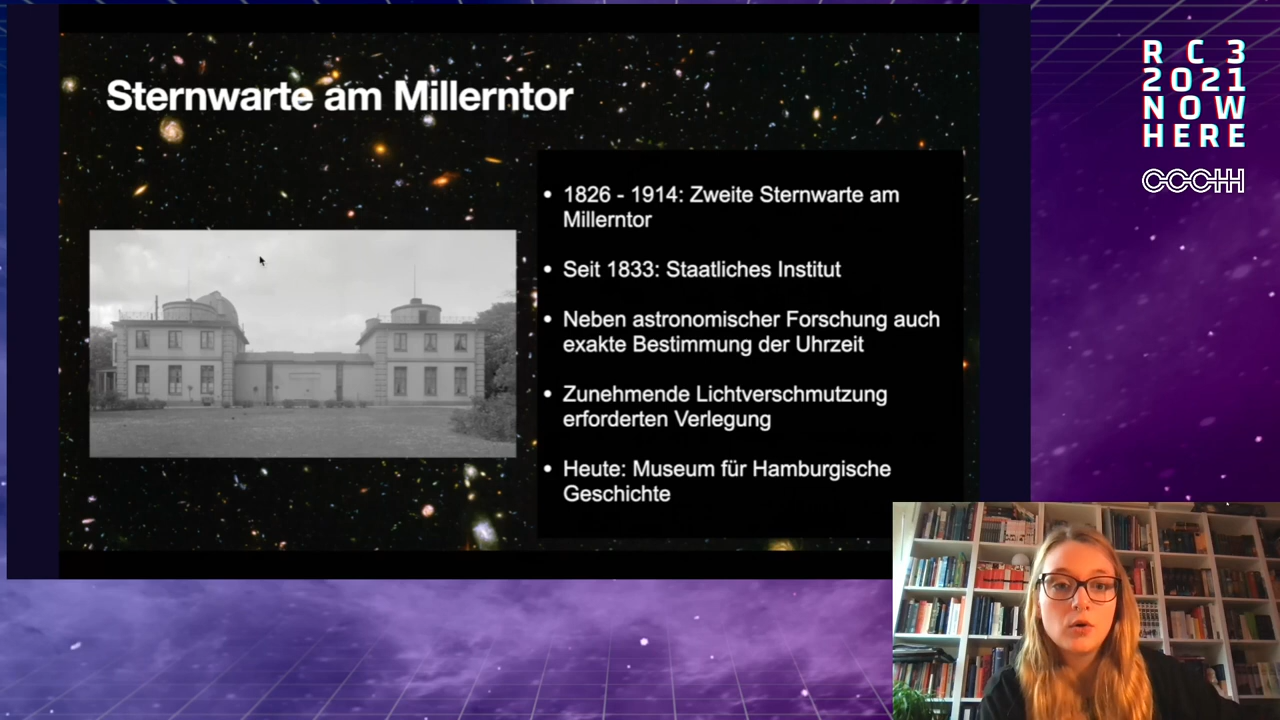 Sternwarte am Millerntor
• 1826 - 1914: Zweite Sternwarte am
Millerntor
• Seit 1833: Staatliches Institut
• Neben astronomischer Forschung auch
exakte Bestimmung der Uhrzeit
• Zunehmende Lichtverschmutzung
erforderten Verlegung
• Heute: Museum für Hamburgische
Geschichte
R C 3
2021
NOW
HERE
CCCHH